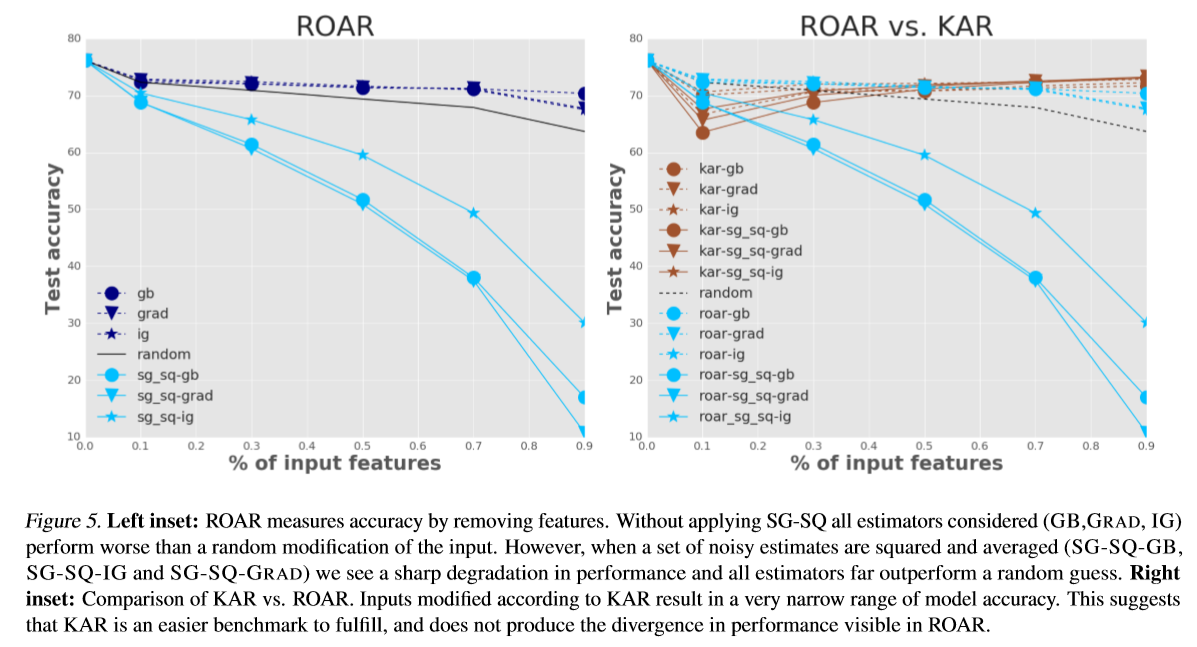 ROAR
80
70
60
50
40
30
20
10
Test accuracy
gb
grad
ig
random
sg_sq-gb
sg_sq-grad
sg_sq-ig
0.0 0.1 0.2 0.3 0.4 0.5 0.6 0.7 0.8 0.9
% of input features
ROAR vs. KAR
80
70
60
50
40
30
20
10
Test accuracy
kar-gb
kar-grad
kar-ig
kar-sg_sq-gb
kar-sg_sq-grad
kar-sg_sq-ig
random
roar-gb
roar-grad
roar-ig
roar-sg_sq-gb
roar-sg_sq-grad
roar_sg_sq-ig
0.0 0.1 0.2 0.3 0.4 0.5 0.6 0.7 0.8 0.9
% of input features
Figure 5. Left inset: ROAR measures accuracy by removing features. Without applying SG-SQ all estimators considered (GB,GRAD, IG)
perform worse than a random modification of the input. However, when a set of noisy estimates are squared and averaged (SG-SQ-GB,
SG-SQ-IG and SG-SQ-GRAD) we see a sharp degradation in performance and all estimators far outperform a random guess. Right
inset: Comparison of KAR vs. ROAR. Inputs modified according to KAR result in a very narrow range of model accuracy. This suggests
that KAR is an easier benchmark to fulfill, and does not produce the divergence in performance visible in ROAR.